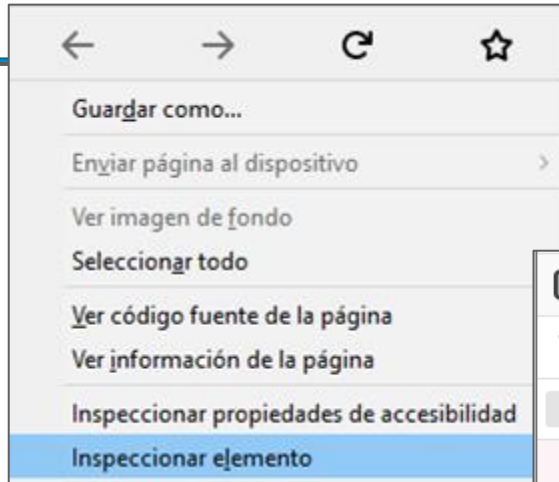 Guardar como...
Enviar página al dispositivo
Ver imagen de fondo
Seleccionar todo
Ver código fuente de la página
Ver información de la página
Inspeccionar propiedades de accesibilidad
Inspeccionar elemento